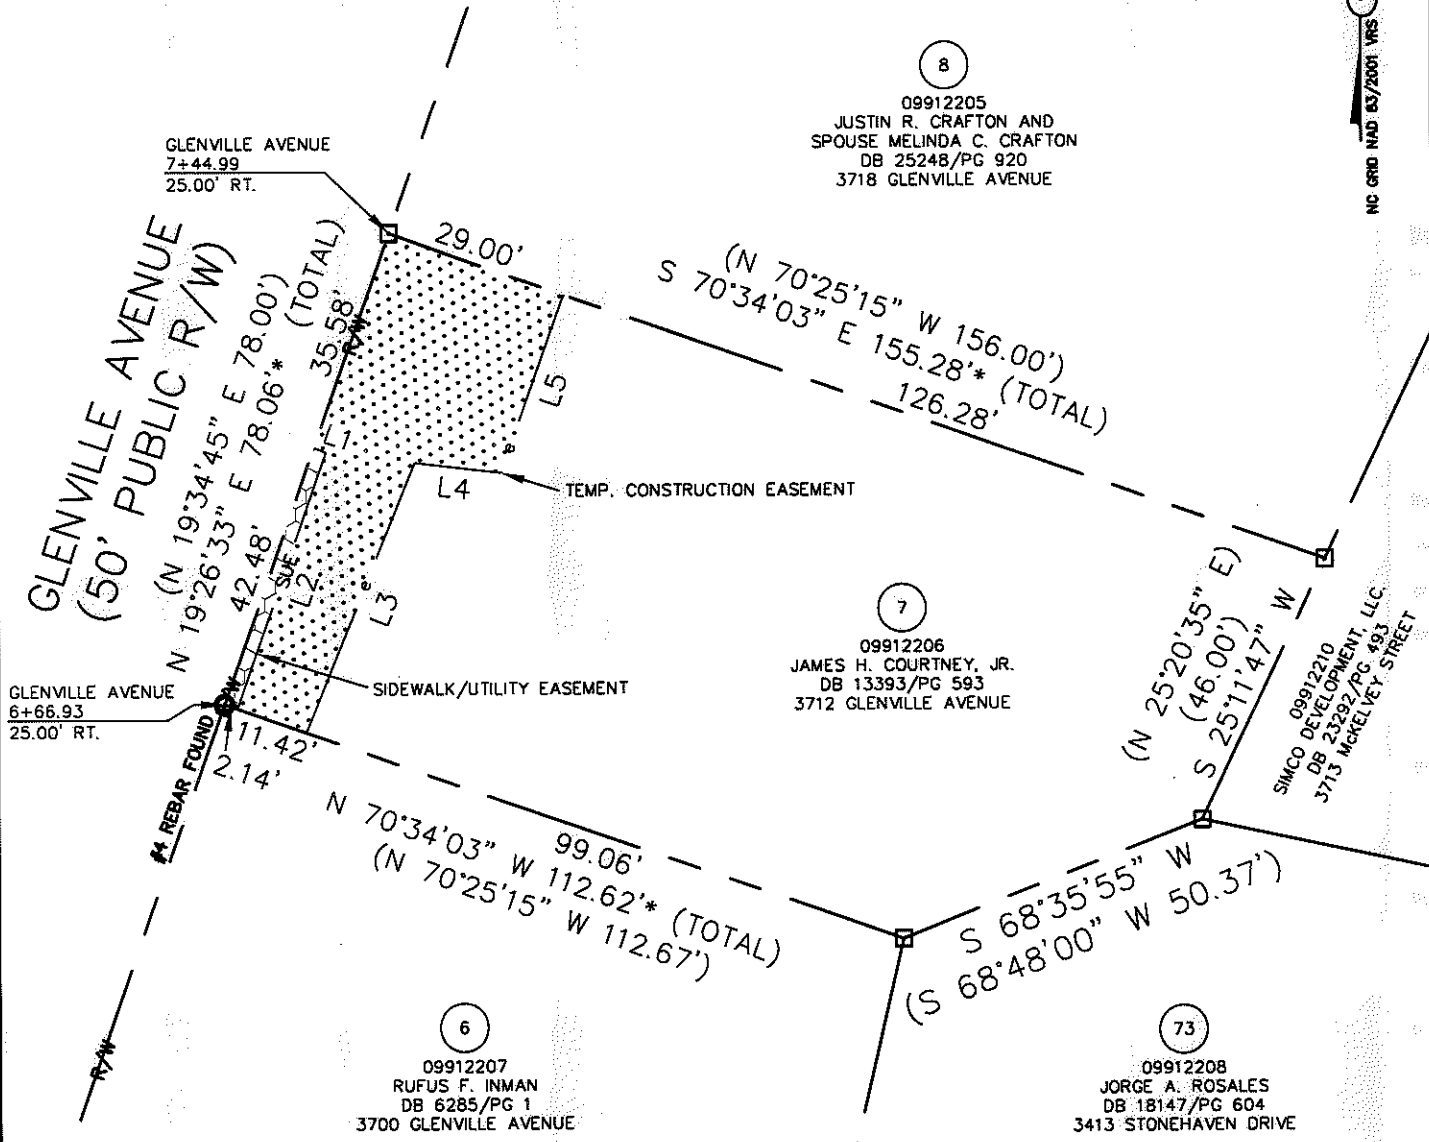 8
09912205
JUSTIN R. CRAFTON AND
SPOUSE MELINDA C. CRAFTON
DB 25248/PG 920
3718 GLENVILLE AVENUE
NC GRID NAD 83/2001 VRS
GLENVILLE AVENUE
7+44.99
25.00' RT.
GLENVILLE AVENUE
(50' PUBLIC R/W)
(N 19°34'45" E 78.00')
N 19°26'33" E 78.06'* (TOTAL)
35.58'
R/W
42.48'
29.00'
(N 70°25'15" W 156.00')
S 70°34'03" E 155.28'* (TOTAL)
126.28'
L1
L2
L3
L4
L5
e
e
SUE
TEMP. CONSTRUCTION EASEMENT
SIDEWALK/UTILITY EASEMENT
7
09912206
JAMES H. COURTNEY, JR.
DB 13393/PG 593
3712 GLENVILLE AVENUE
(N 25°20'35" E)
(46.00')
S 25°11'47" W
09912210
SIMCO DEVELOPMENT, LLC.
DB 23292/PG. 493
3713 McKELVEY STREET
GLENVILLE AVENUE
6+66.93
25.00' RT.
#4 REBAR FOUND
R/W
11.42'
2.14'
99.06'
N 70°34'03" W 112.62'* (TOTAL)
(N 70°25'15" W 112.67')
S 68°35'55" W
(S 68°48'00" W 50.37')
R/W
6
09912207
RUFUS F. INMAN
DB 6285/PG 1
3700 GLENVILLE AVENUE
73
09912208
JORGE A. ROSALES
DB 18147/PG 604
3413 STONEHAVEN DRIVE